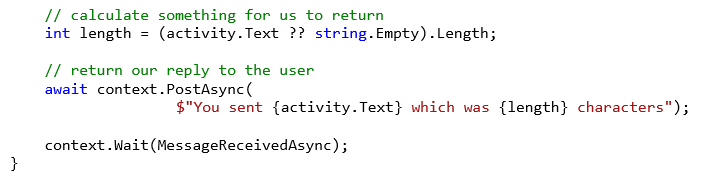 // calculate something for us to return
int length = (activity.Text ?? string.Empty).Length;
// return our reply to the user
await context.PostAsync(
$"You sent {activity.Text} which was {length} characters");
context.Wait(MessageReceivedAsync);
}